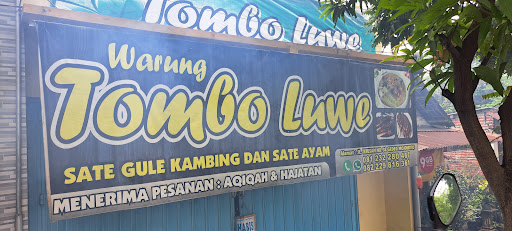 Tombo Luwe
Warung
Tombo Luwe
SATE GULE KAMBING DAN SATE AYAM
MENERIMA PESANAN : AQIQAH & HAJATAN